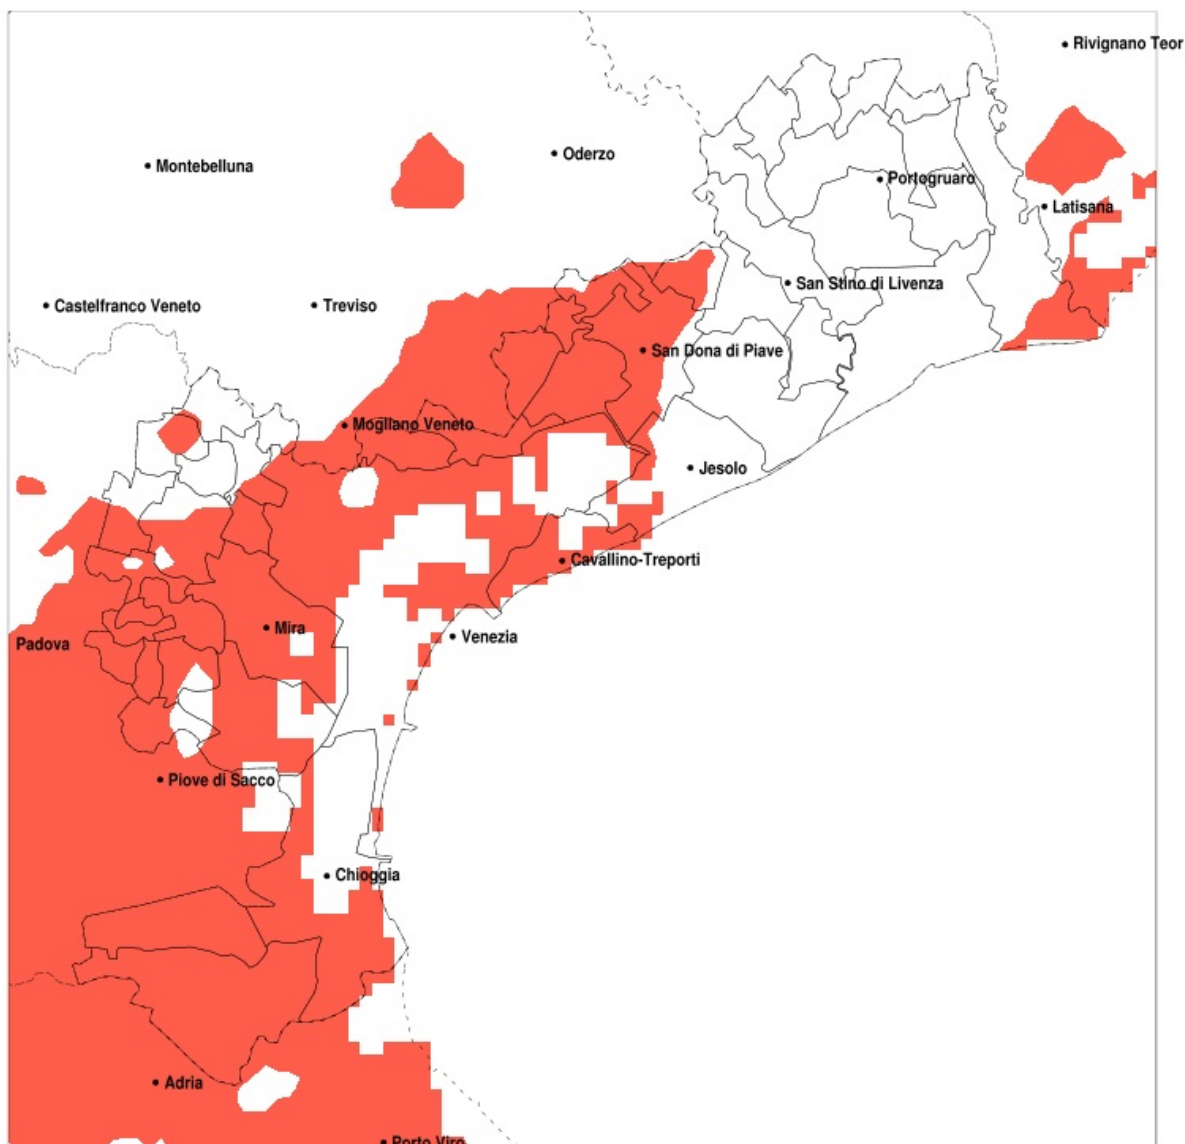 Rivignano Teor
Oderzo
Montebelluna
Portogruaro
Latisana
San Stino di Livenza
Castelfranco Veneto
Treviso
San Dona di Piave
Mogliano Veneto
Jesolo
Cavallino-Treporti
Mira
Venezia
Padova
Piove di Sacco
Chioggia
Adria
Porto Viro